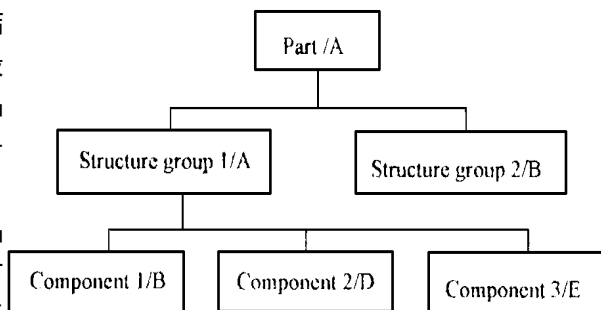 Part /A
Structure group 1/A
Structure group 2/B
Component 1/B
Component 2/D
Component 3/E